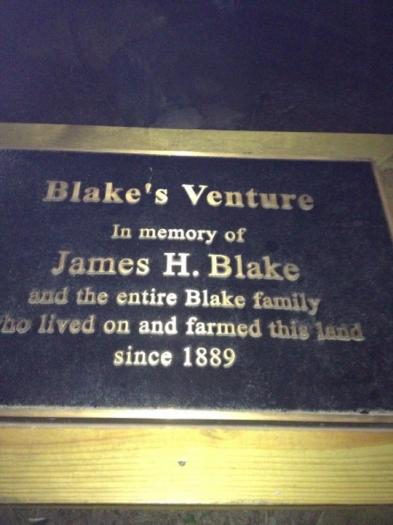 Blake's Venture
In memory of
James H. Blake
and the entire Blake family
who lived on and farmed this land
since 1889